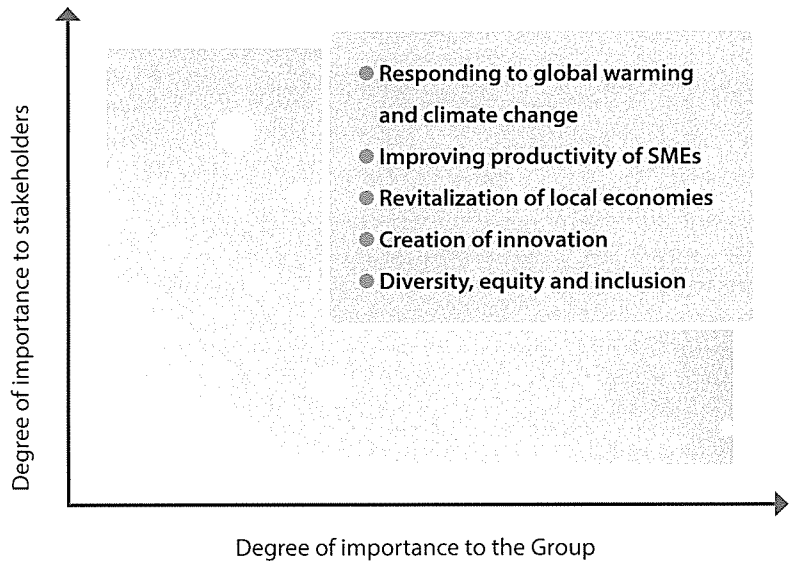 Degree of importance to stakeholders
● Responding to global warming
and climate change
● Improving productivity of SMEs
● Revitalization of local economies
● Creation of innovation
● Diversity, equity and inclusion
Degree of importance to the Group